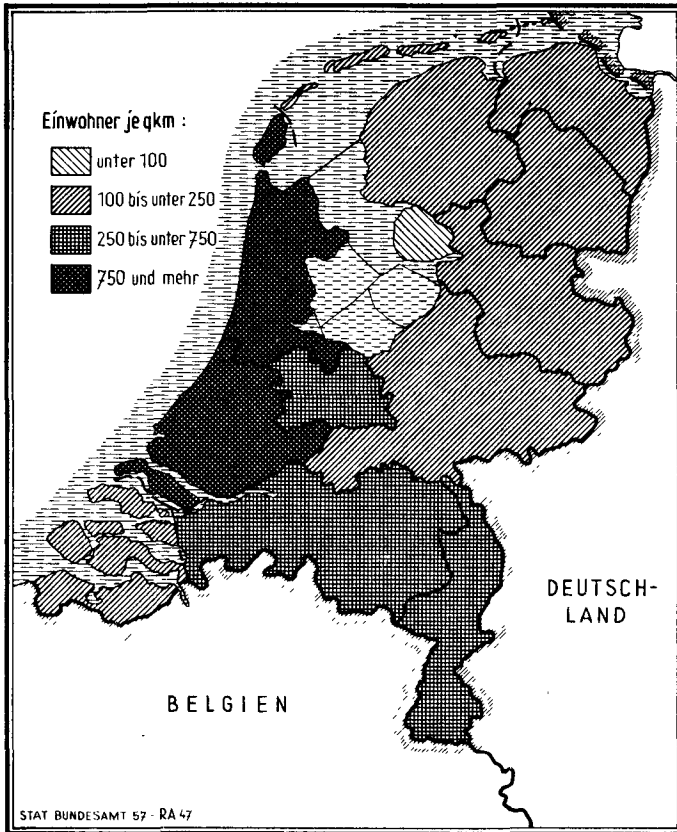 Einwohner je qkm :
unter 100
100 bis unter 250
250 bis unter 750
750 und mehr
DEUTSCH-
LAND
BELGIEN
STAT BUNDESAMT 57 - RA 47